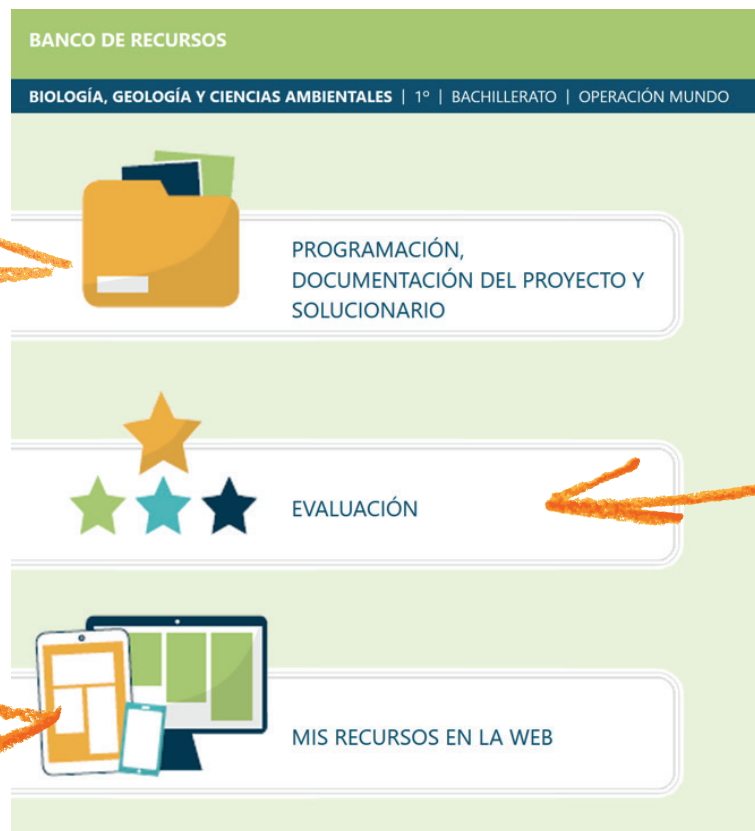 BANCO DE RECURSOS
BIOLOGÍA, GEOLOGÍA Y CIENCIAS AMBIENTALES | 1º | BACHILLERATO | OPERACIÓN MUNDO
PROGRAMACIÓN,
DOCUMENTACIÓN DEL PROYECTO Y
SOLUCIONARIO
EVALUACIÓN
MIS RECURSOS EN LA WEB